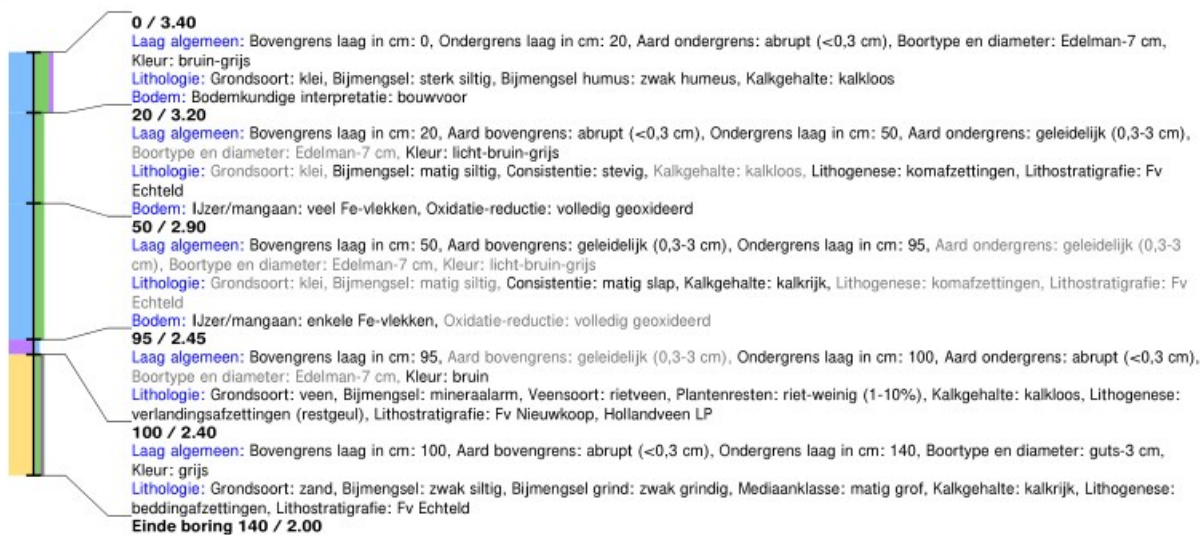 0 / 3.40
Laag algemeen: Bovengrens laag in cm: 0, Ondergrens laag in cm: 20, Aard ondergrens: abrupt (<0,3 cm), Boortype en diameter: Edelman-7 cm,
Kleur: bruin-grijs
Lithologie: Grondsoort: klei, Bijmengsel: sterk siltig, Bijmengsel humus: zwak humeus, Kalkgehalte: kalkloos
Bodem: Bodemkundige interpretatie: bouwvoor
20 / 3.20
Laag algemeen: Bovengrens laag in cm: 20, Aard bovengrens: abrupt (<0,3 cm), Ondergrens laag in cm: 50, Aard ondergrens: geleidelijk (0,3-3 cm),
Boortype en diameter: Edelman-7 cm, Kleur: licht-bruin-grijs
Lithologie: Grondsoort: klei, Bijmengsel: matig siltig, Consistentie: stevig, Kalkgehalte: kalkloos, Lithogenese: komafzettingen, Lithostratigrafie: Fv
Echteld
Bodem: IJzer/mangaan: veel Fe-vlekken, Oxidatie-reductie: volledig geoxideerd
50 / 2.90
Laag algemeen: Bovengrens laag in cm: 50, Aard bovengrens: geleidelijk (0,3-3 cm), Ondergrens laag in cm: 95, Aard ondergrens: geleidelijk (0,3-3
cm), Boortype en diameter: Edelman-7 cm, Kleur: licht-bruin-grijs
Lithologie: Grondsoort: klei, Bijmengsel: matig siltig, Consistentie: matig slap, Kalkgehalte: kalkrijk, Lithogenese: komafzettingen, Lithostratigrafie: Fv
Echteld
Bodem: IJzer/mangaan: enkele Fe-vlekken, Oxidatie-reductie: volledig geoxideerd
95 / 2.45
Laag algemeen: Bovengrens laag in cm: 95, Aard bovengrens: geleidelijk (0,3-3 cm), Ondergrens laag in cm: 100, Aard ondergrens: abrupt (<0,3 cm),
Boortype en diameter: Edelman-7 cm, Kleur: bruin
Lithologie: Grondsoort: veen, Bijmengsel: mineraalarm, Veensoort: rietveen, Plantenresten: riet-weinig (1-10%), Kalkgehalte: kalkloos, Lithogenese:
verlandingsafzettingen (restgeul), Lithostratigrafie: Fv Nieuwkoop, Hollandveen LP
100 / 2.40
Laag algemeen: Bovengrens laag in cm: 100, Aard bovengrens: abrupt (<0,3 cm), Ondergrens laag in cm: 140, Boortype en diameter: guts-3 cm,
Kleur: grijs
Lithologie: Grondsoort: zand, Bijmengsel: zwak siltig, Bijmengsel grind: zwak grindig, Mediaanklasse: matig grof, Kalkgehalte: kalkrijk, Lithogenese:
beddingafzettingen, Lithostratigrafie: Fv Echteld
Einde boring 140 / 2.00